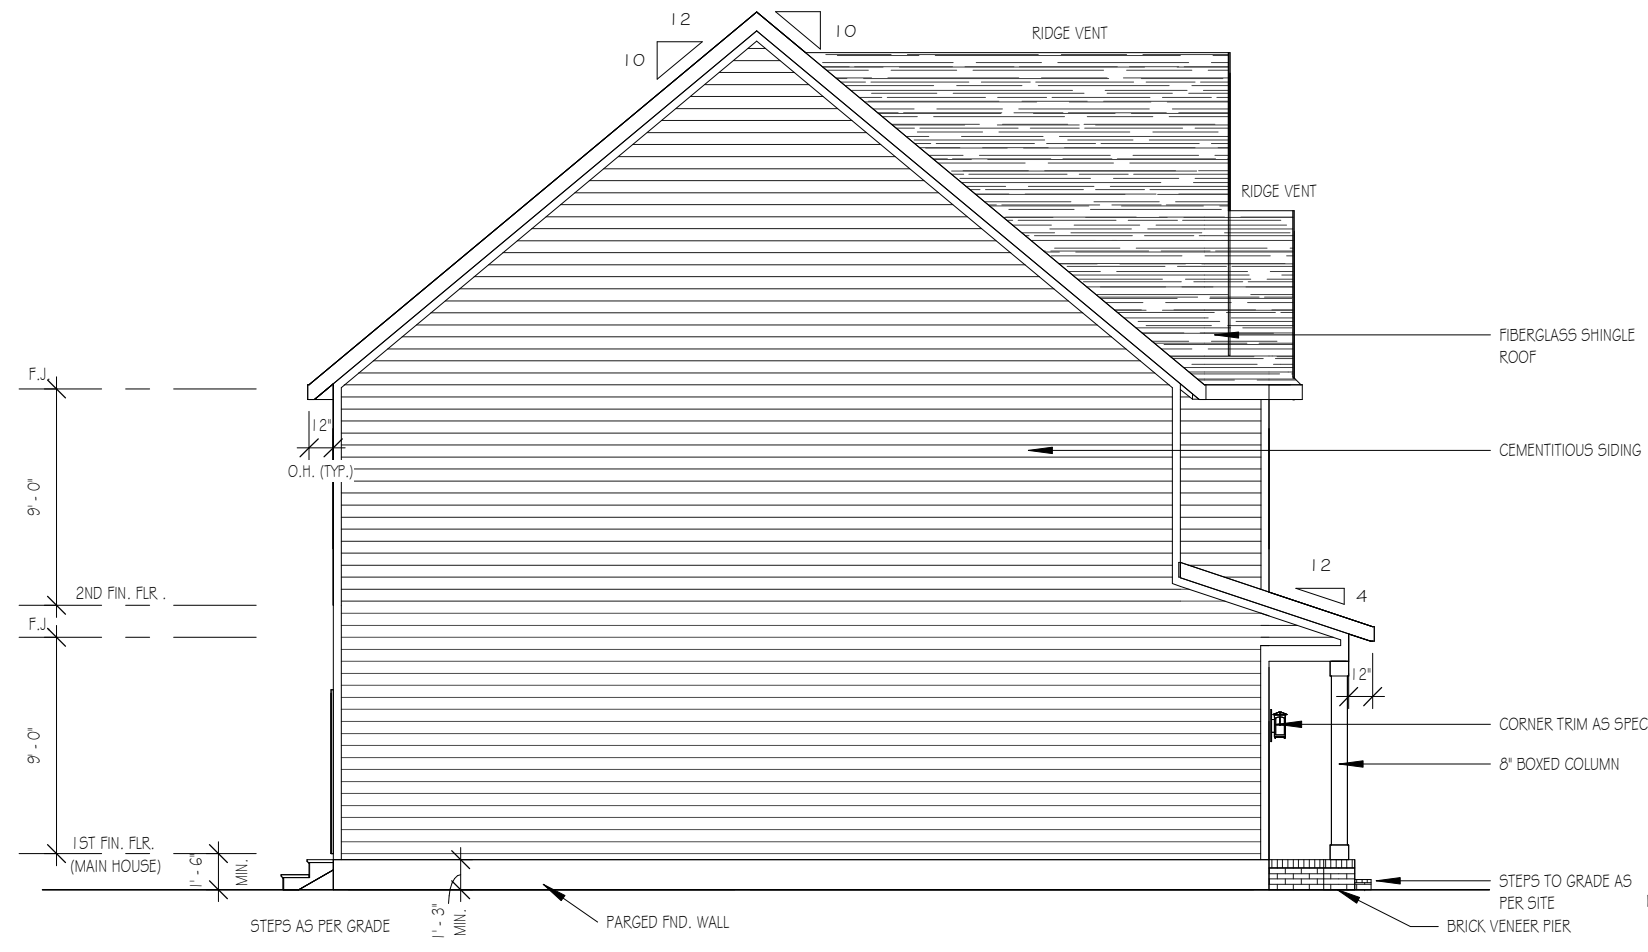 12
10
10
RIDGE VENT
RIDGE VENT
FIBERGLASS SHINGLE
ROOF
F.J.
12"
O.H. (TYP.)
CEMENTITIOUS SIDING
9' - 0"
12
4
2ND FIN. FLR .
F.J.
12"
CORNER TRIM AS SPEC
9' - 0"
8" BOXED COLUMN
1ST FIN. FLR.
(MAIN HOUSE)
1' - 6"
MIN.
STEPS TO GRADE AS
PER SITE
1' - 3"
MIN.
STEPS AS PER GRADE
PARGED FND. WALL
BRICK VENEER PIER